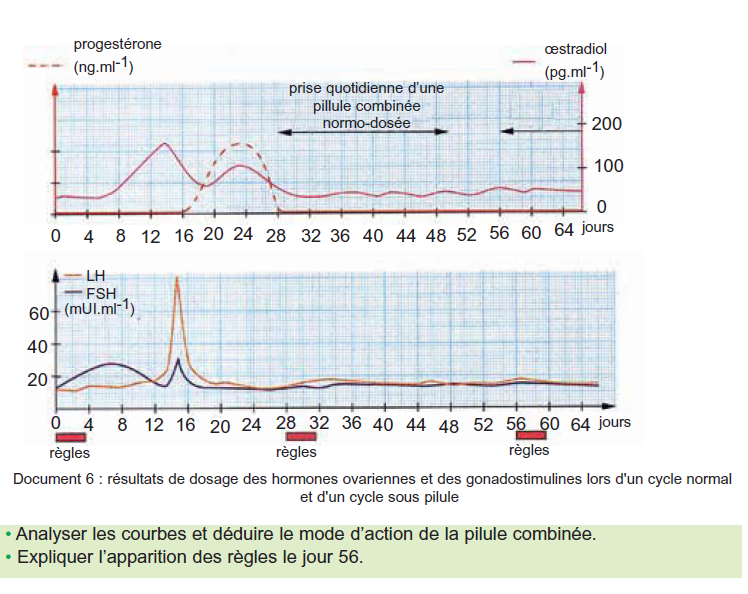 progestérone
(ng.ml-1)
œstradiol
(pg.ml-1)
prise quotidienne d'une
pillule combinée
normo-dosée
200
100
0
0 4 8 12 16 20 24 28 32 36 40 44 48 52 56 60 64 jours
LH
FSH
(mUI.ml-1)
60
40
20
0 4 8 12 16 20 24 28 32 36 40 44 48 52 56 60 64 jours
règles règles règles
Document 6 : résultats de dosage des hormones ovariennes et des gonadostimulines lors d'un cycle normal
et d'un cycle sous pilule
• Analyser les courbes et déduire le mode d'action de la pilule combinée.
• Expliquer l'apparition des règles le jour 56.